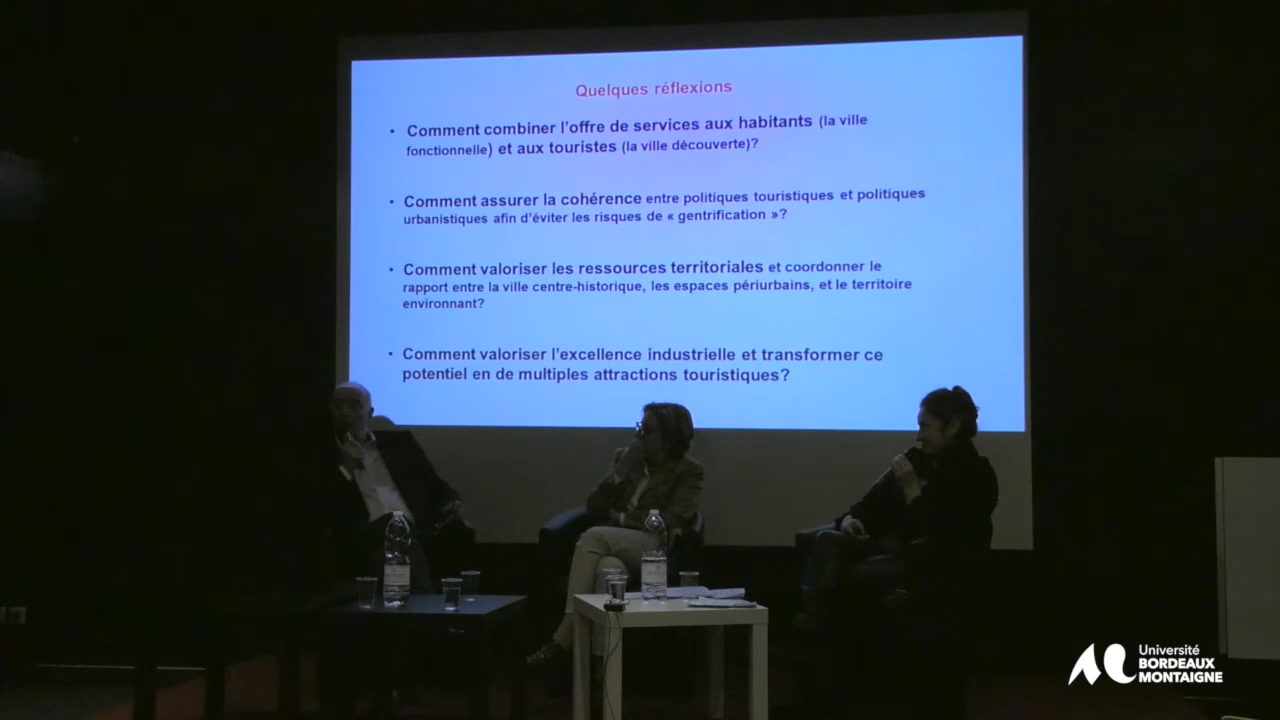 Quelques réflexions
• Comment combiner l'offre de services aux habitants (la ville
fonctionnelle) et aux touristes (la ville découverte)?
• Comment assurer la cohérence entre politiques touristiques et politiques
urbanistiques afin d'éviter les risques de « gentrification »?
• Comment valoriser les ressources territoriales et coordonner le
rapport entre la ville centre-historique, les espaces périurbains, et le territoire
environnant?
• Comment valoriser l'excellence industrielle et transformer ce
potentiel en de multiples attractions touristiques?
Université
BORDEAUX
MONTAIGNE